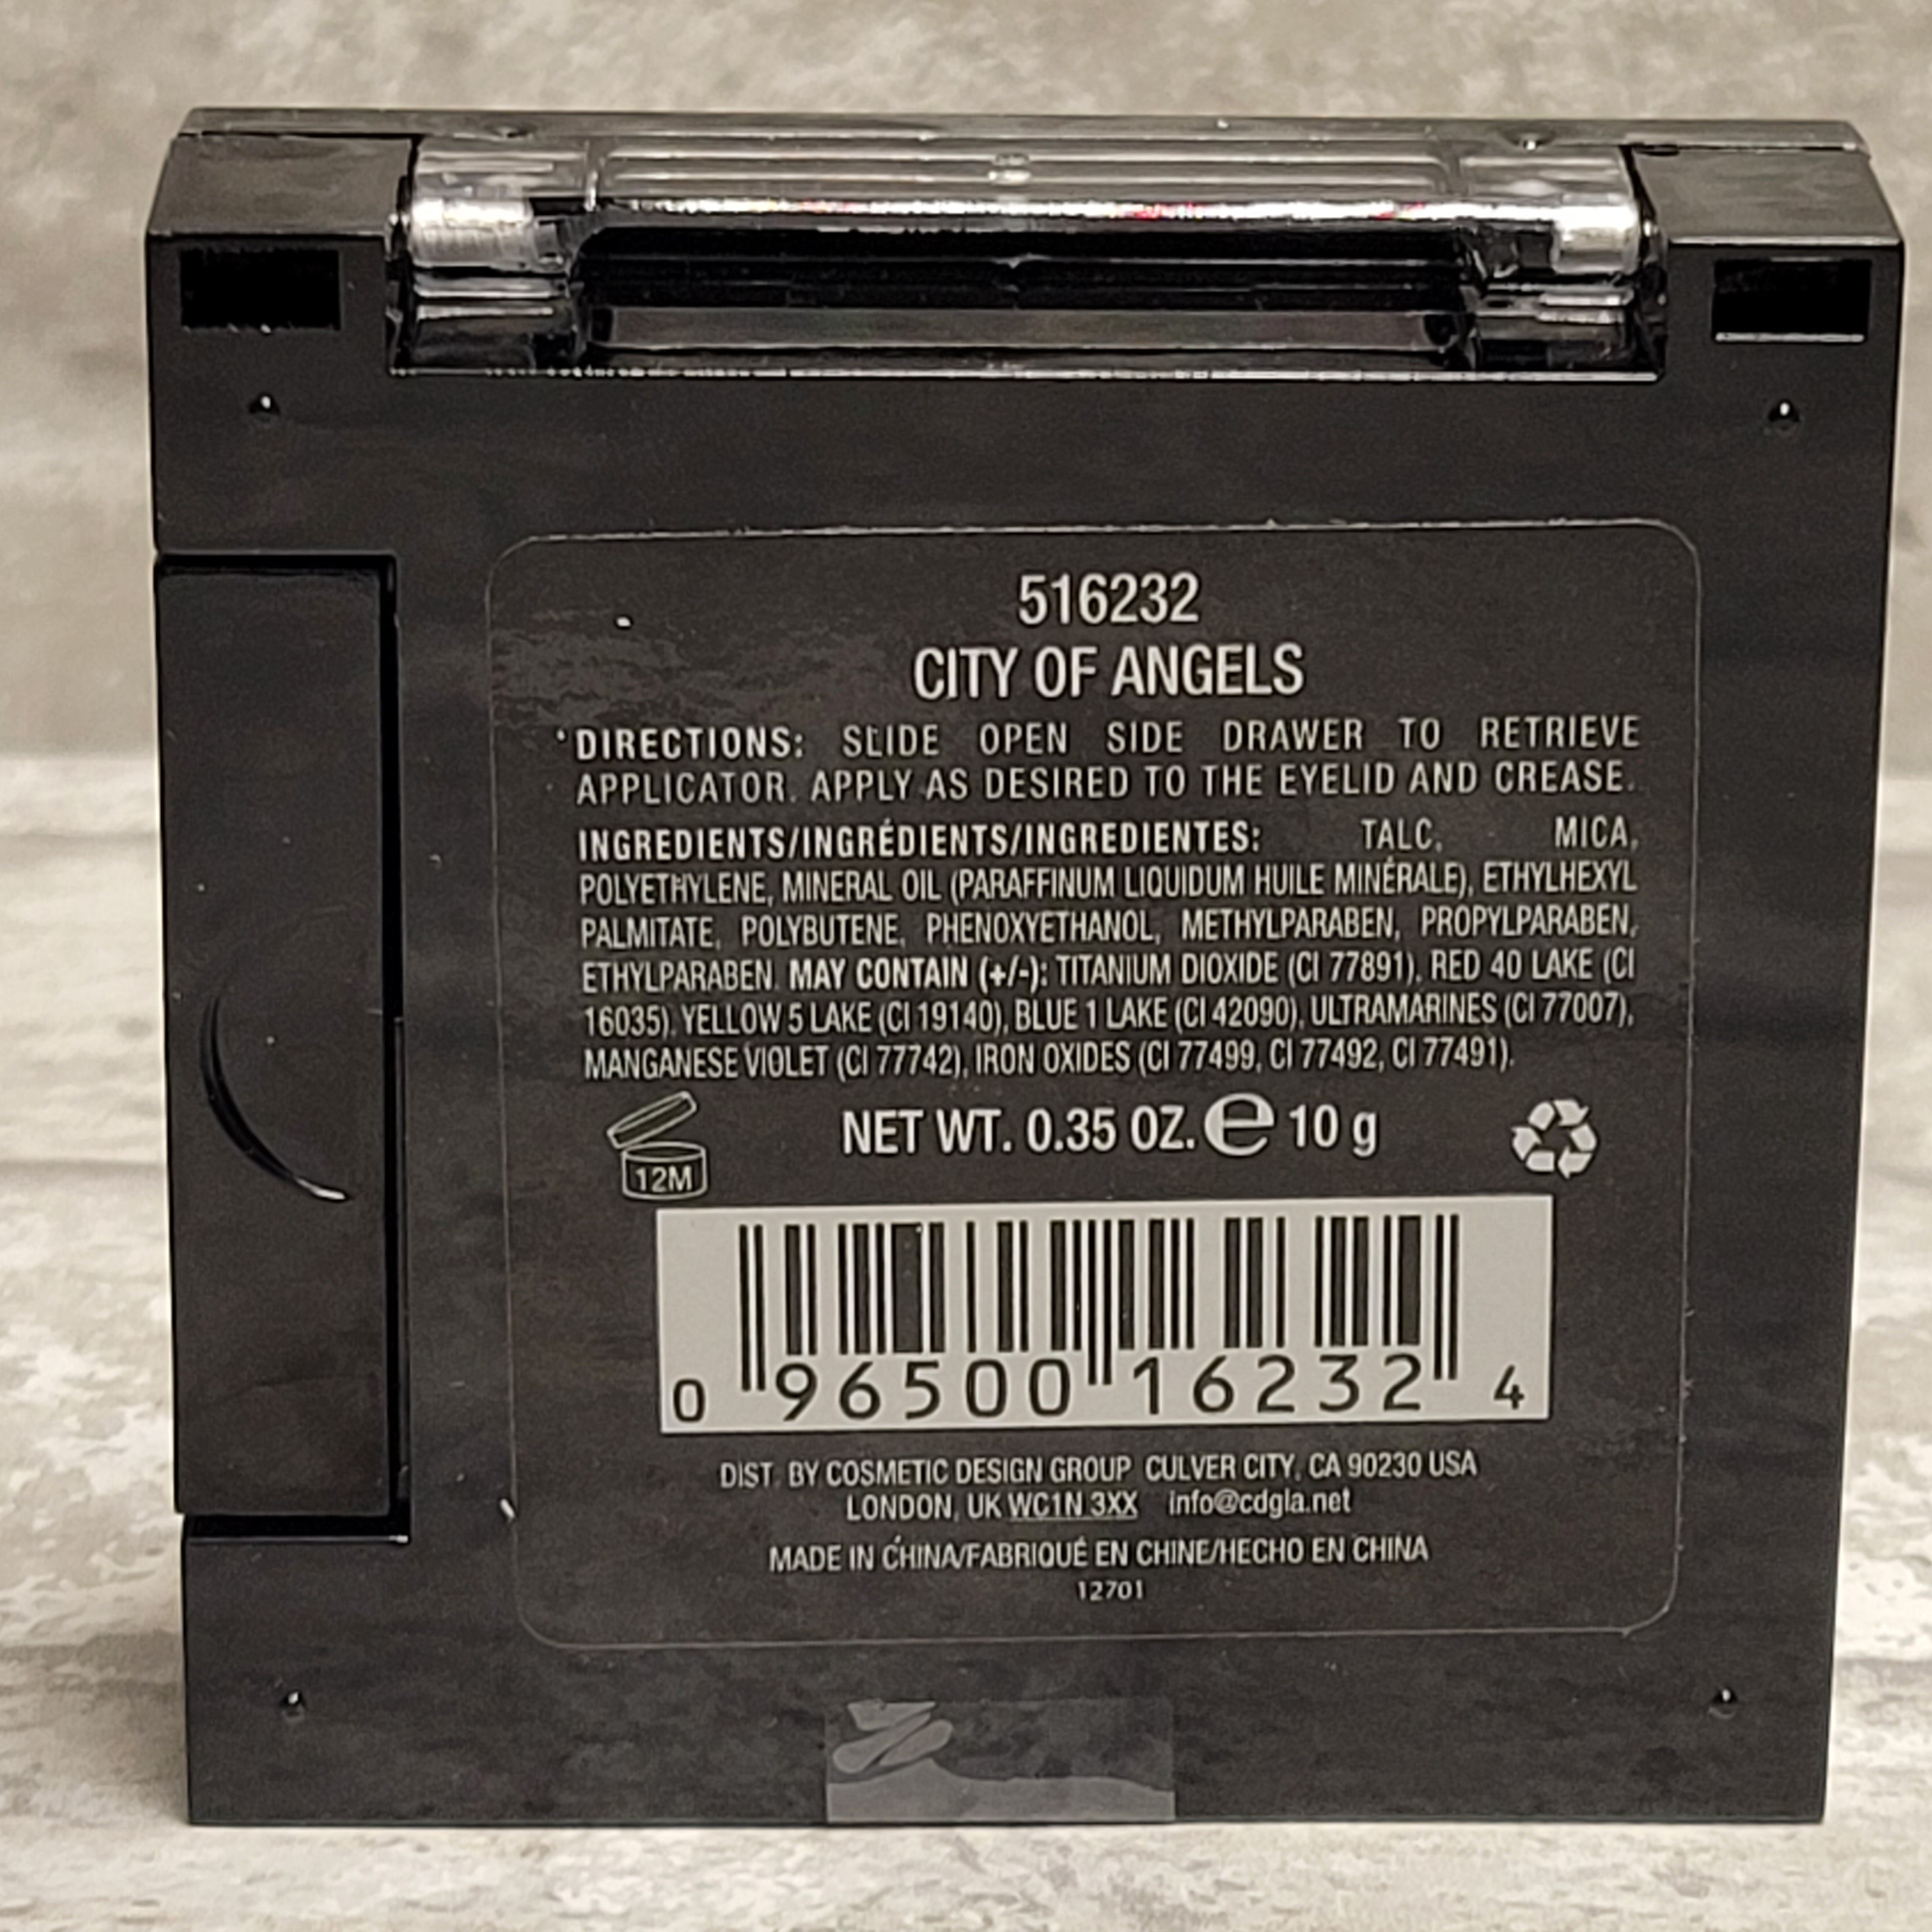 516232
CITY OF ANGELS
DIRECTIONS: SLIDE OPEN SIDE DRAWER TO RETRIEVE
APPLICATOR. APPLY AS DESIRED TO THE EYELID AND CREASE.
INGREDIENTS/INGRÉDIENTS/INGREDIENTES: TALC, MICA,
POLYETHYLENE, MINERAL OIL (PARAFFINUM LIQUIDUM HUILE MINÉRALE), ETHYLHEXYL
PALMITATE, POLYBUTENE, PHENOXYETHANOL, METHYLPARABEN, PROPYLPARABEN,
ETHYLPARABEN. MAY CONTAIN (+/-): TITANIUM DIOXIDE (CI 77891), RED 40 LAKE (CI
16035), YELLOW 5 LAKE (CI 19140), BLUE 1 LAKE (CI 42090), ULTRAMARINES (CI 77007),
MANGANESE VIOLET (CI 77742), IRON OXIDES (CI 77499, CI 77492, CI 77491).
12M
NET WT. 0.35 OZ. e 10 g
0 96500 16232 4
DIST. BY COSMETIC DESIGN GROUP CULVER CITY, CA 90230 USA
LONDON, UK WC1N 3XX info@cdgla.net
MADE IN CHINA/FABRIQUÉ EN CHINE/HECHO EN CHINA
12701